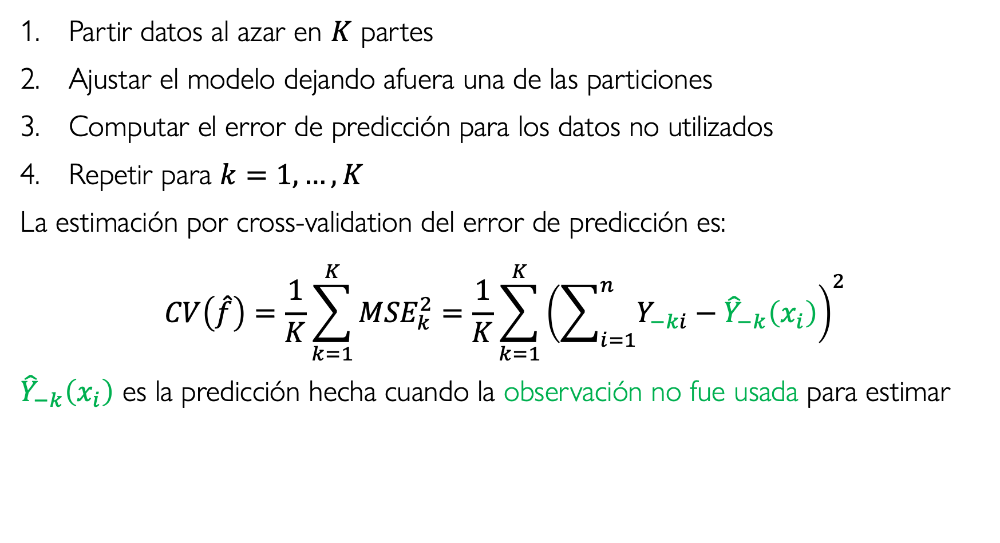 1. Partir datos al azar en K partes
2. Ajustar el modelo dejando afuera una de las particiones
3. Computar el error de predicción para los datos no utilizados
4. Repetir para k = 1, … , K
La estimación por cross-validation del error de predicción es:
$CV(\hat{f}) = \frac{1}{K} \sum_{k=1}^{K} MSE_k^2 = \frac{1}{K} \sum_{k=1}^{K} \left( \sum_{i=1}^{n} Y_{-ki} - \hat{Y}_{-k}(x_i) \right)^2$
$\hat{Y}_{-k}(x_i)$ es la predicción hecha cuando la observación no fue usada para estimar